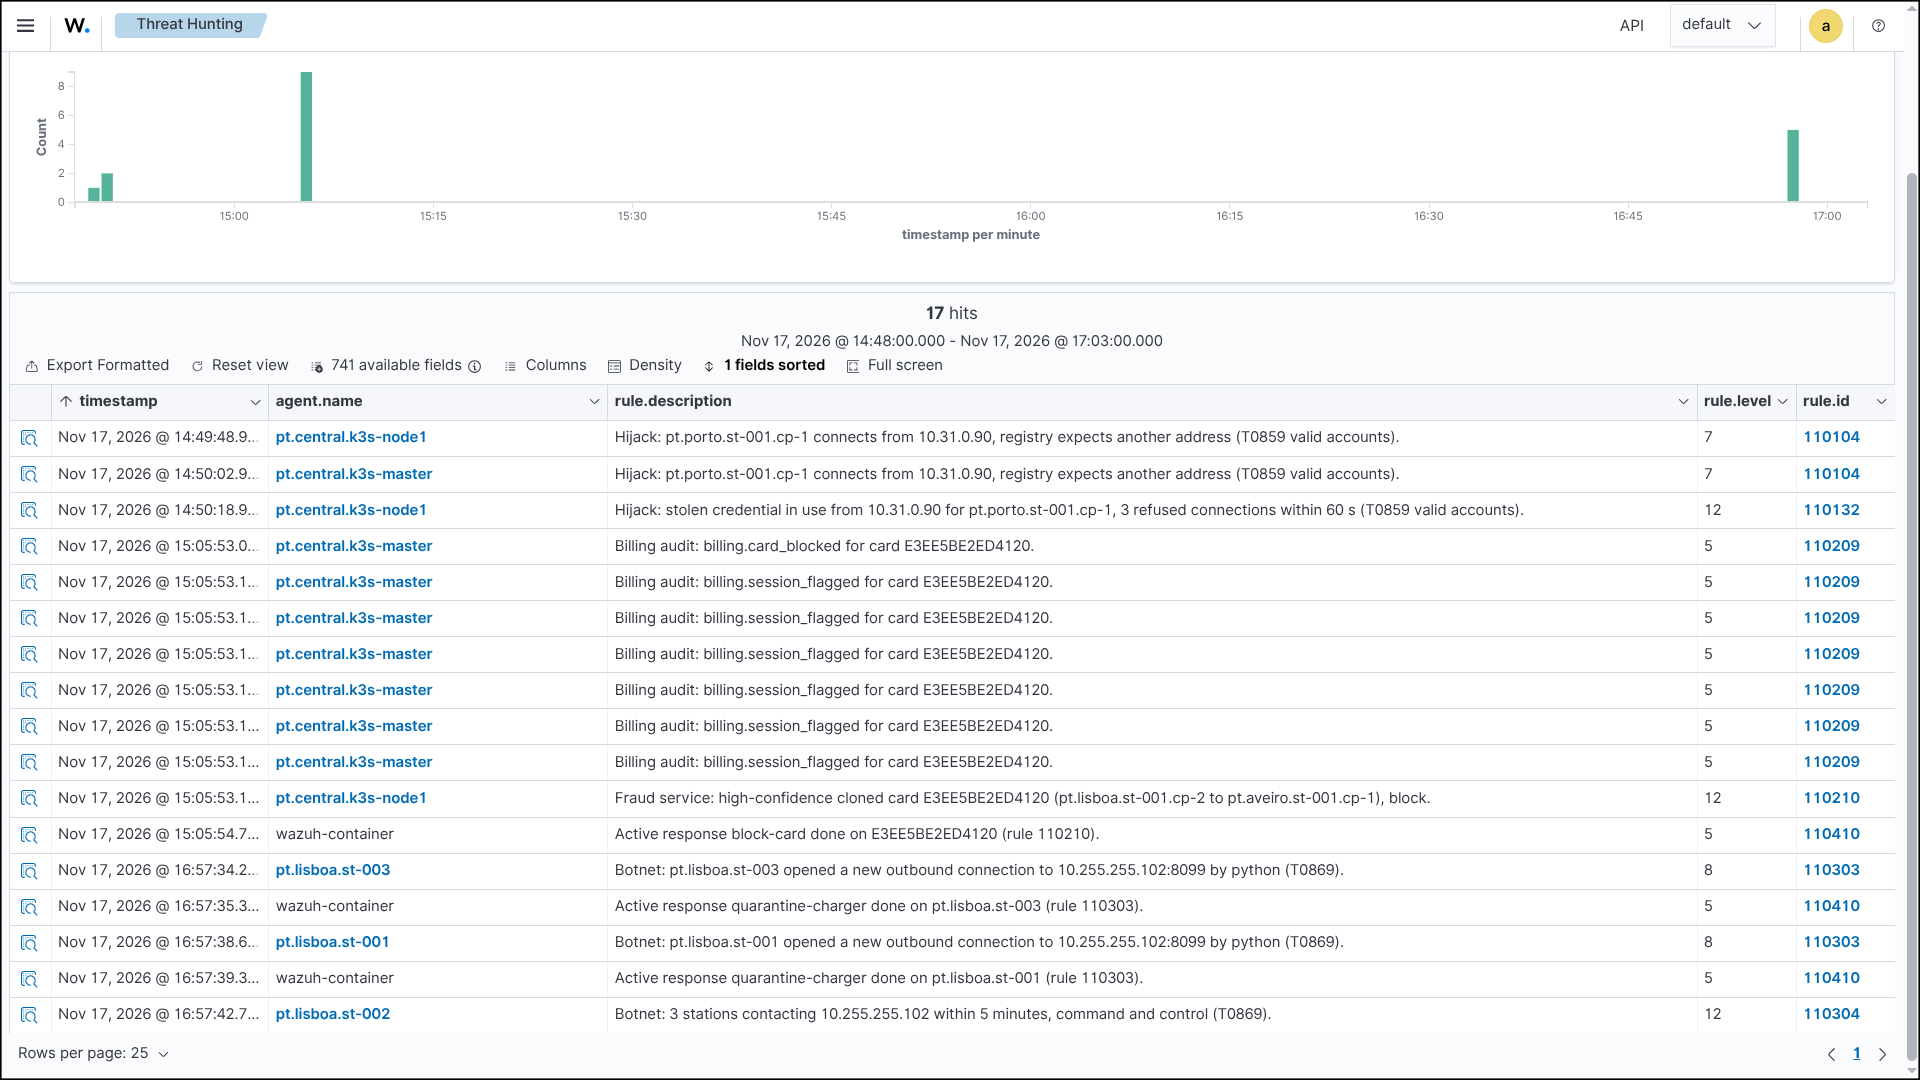 W.
Threat Hunting
API
default
a
Count
8
6
4
2
0
15:00 15:15 15:30 15:45 16:00 16:15 16:30 16:45 17:00
timestamp per minute
17 hits
Nov 17, 2026 @ 14:48:00.000 - Nov 17, 2026 @ 17:03:00.000
Export Formatted Reset view 741 available fields Columns Density 1 fields sorted Full screen
timestamp agent.name rule.description rule.level rule.id
Nov 17, 2026 @ 14:49:48.9... pt.central.k3s-node1 Hijack: pt.porto.st-001.cp-1 connects from 10.31.0.90, registry expects another address (T0859 valid accounts). 7 110104
Nov 17, 2026 @ 14:50:02.9... pt.central.k3s-master Hijack: pt.porto.st-001.cp-1 connects from 10.31.0.90, registry expects another address (T0859 valid accounts). 7 110104
Nov 17, 2026 @ 14:50:18.9... pt.central.k3s-node1 Hijack: stolen credential in use from 10.31.0.90 for pt.porto.st-001.cp-1, 3 refused connections within 60 s (T0859 valid accounts). 12 110132
Nov 17, 2026 @ 15:05:53.0... pt.central.k3s-master Billing audit: billing.card_blocked for card E3EE5BE2ED4120. 5 110209
Nov 17, 2026 @ 15:05:53.1... pt.central.k3s-master Billing audit: billing.session_flagged for card E3EE5BE2ED4120. 5 110209
Nov 17, 2026 @ 15:05:53.1... pt.central.k3s-master Billing audit: billing.session_flagged for card E3EE5BE2ED4120. 5 110209
Nov 17, 2026 @ 15:05:53.1... pt.central.k3s-master Billing audit: billing.session_flagged for card E3EE5BE2ED4120. 5 110209
Nov 17, 2026 @ 15:05:53.1... pt.central.k3s-master Billing audit: billing.session_flagged for card E3EE5BE2ED4120. 5 110209
Nov 17, 2026 @ 15:05:53.1... pt.central.k3s-master Billing audit: billing.session_flagged for card E3EE5BE2ED4120. 5 110209
Nov 17, 2026 @ 15:05:53.1... pt.central.k3s-master Billing audit: billing.session_flagged for card E3EE5BE2ED4120. 5 110209
Nov 17, 2026 @ 15:05:53.1... pt.central.k3s-node1 Fraud service: high-confidence cloned card E3EE5BE2ED4120 (pt.lisboa.st-001.cp-2 to pt.aveiro.st-001.cp-1), block. 12 110210
Nov 17, 2026 @ 15:05:54.7... wazuh-container Active response block-card done on E3EE5BE2ED4120 (rule 110210). 5 110410
Nov 17, 2026 @ 16:57:34.2... pt.lisboa.st-003 Botnet: pt.lisboa.st-003 opened a new outbound connection to 10.255.255.102:8099 by python (T0869). 8 110303
Nov 17, 2026 @ 16:57:35.3... wazuh-container Active response quarantine-charger done on pt.lisboa.st-003 (rule 110303). 5 110410
Nov 17, 2026 @ 16:57:38.6... pt.lisboa.st-001 Botnet: pt.lisboa.st-001 opened a new outbound connection to 10.255.255.102:8099 by python (T0869). 8 110303
Nov 17, 2026 @ 16:57:39.3... wazuh-container Active response quarantine-charger done on pt.lisboa.st-001 (rule 110303). 5 110410
Nov 17, 2026 @ 16:57:42.7... pt.lisboa.st-002 Botnet: 3 stations contacting 10.255.255.102 within 5 minutes, command and control (T0869). 12 110304
Rows per page: 25
1